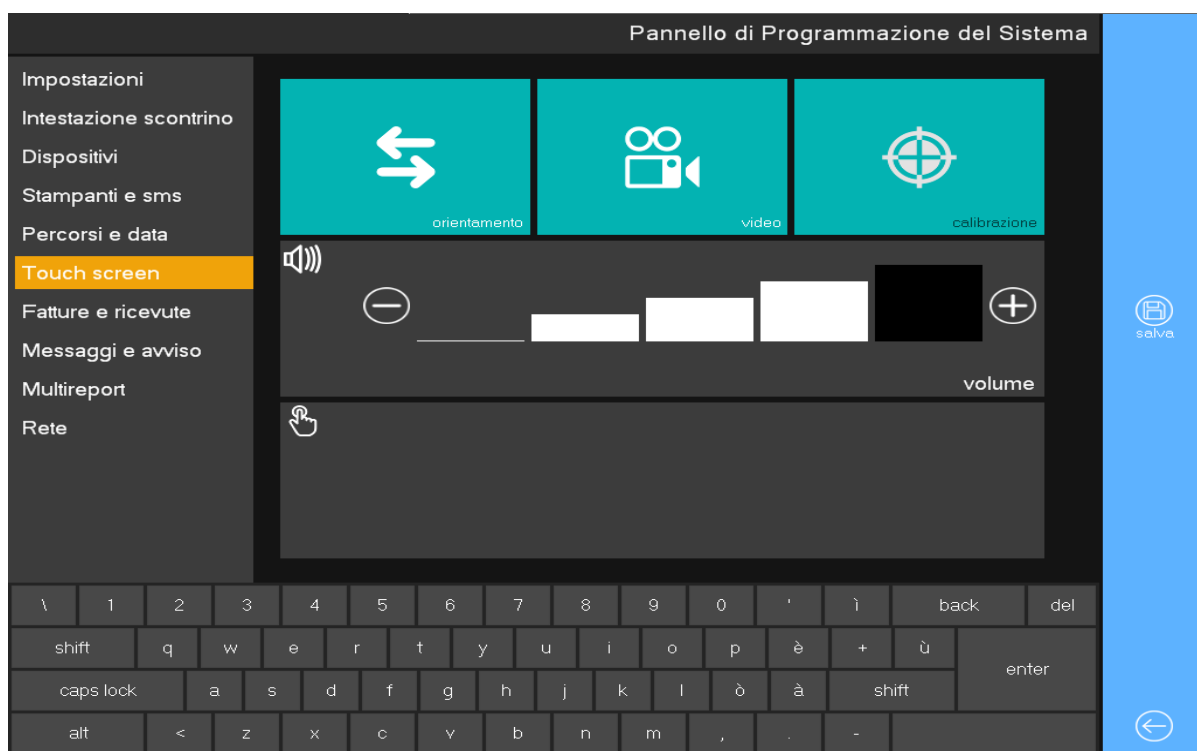 Pannello di Programmazione del Sistema
Impostazioni
Intestazione scontrino
Dispositivi
Stampanti e sms
Percorsi e data
Touch screen
Fatture e ricevute
Messaggi e avviso
Multireport
Rete
orientamento video calibrazione
volume
salva
\ 1 2 3 4 5 6 7 8 9 0 ' ì back del
shift q w e r t y u i o p è + ù enter
caps lock a s d f g h j k l ò à shift
alt < z x c v b n m , . -